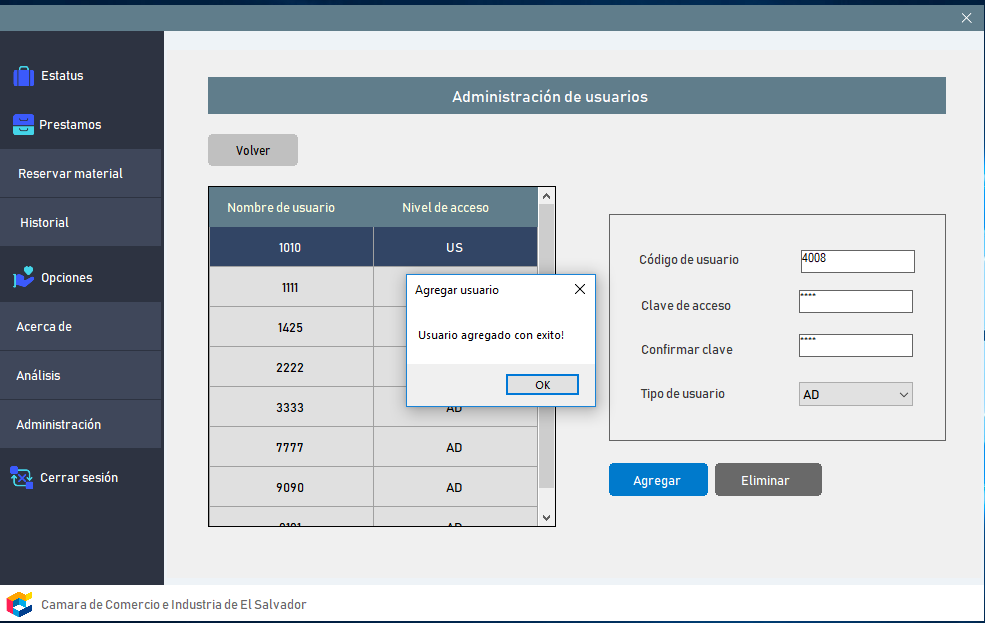 Estatus
Prestamos
Reservar material
Historial
Opciones
Acerca de
Análisis
Administración
Cerrar sesión
Administración de usuarios
Volver
Nombre de usuario Nivel de acceso
1010 US
1111
1425
2222
3333 AD
7777 AD
9090 AD
AD
Agregar usuario
Usuario agregado con exito!
OK
Código de usuario 4008
Clave de acceso ****
Confirmar clave ****
Tipo de usuario AD
Agregar Eliminar
Camara de Comercio e Industria de El Salvador